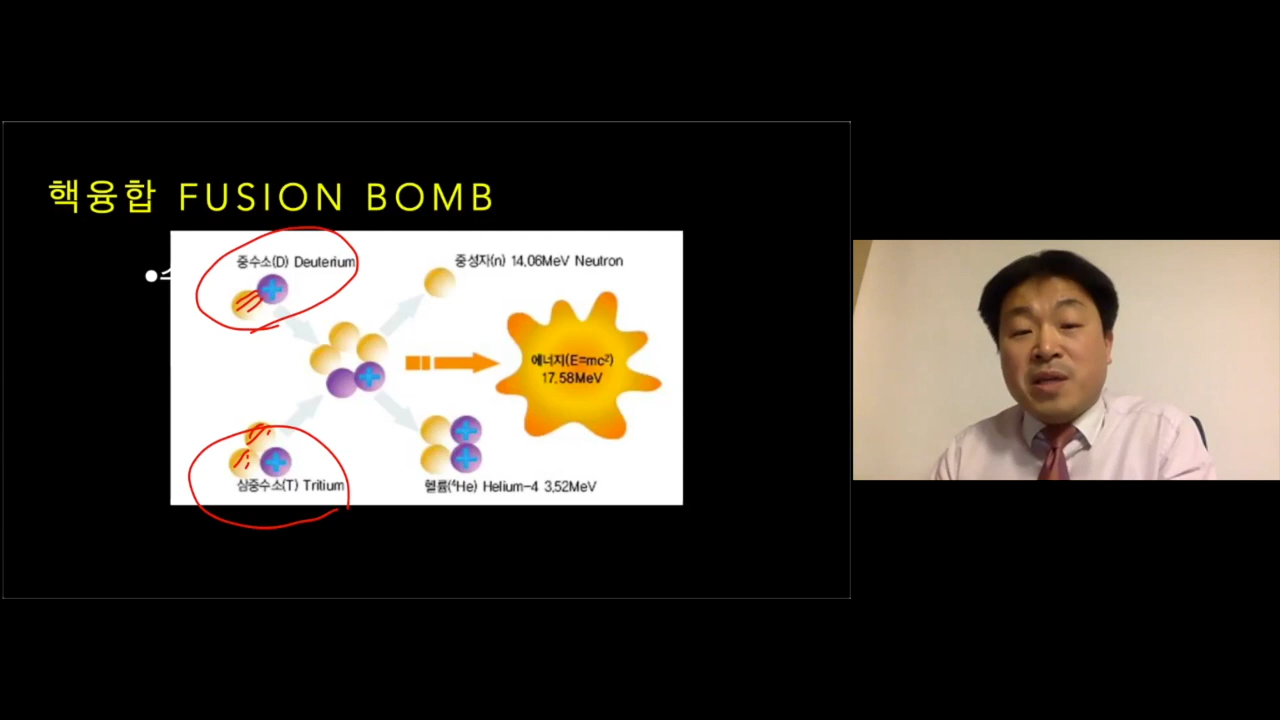 핵융합 FUSION BOMB
중수소(D) Deuterium
중성자(n) 14.06MeV Neutron
에너지(E=mc²)
17.58MeV
삼중수소(T) Tritium
헬륨(⁴He) Helium-4 3.52MeV